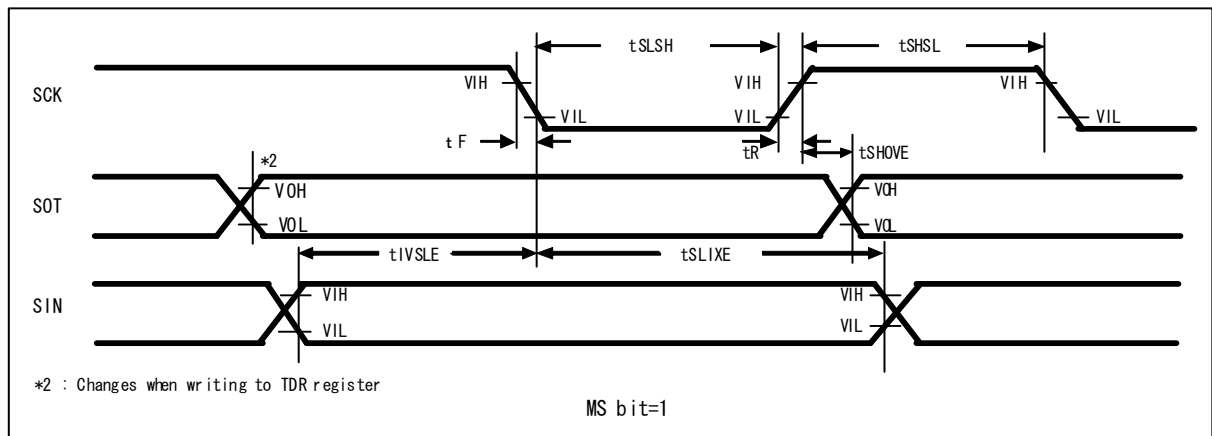 tSLSH tSHSL
VIH VIH VIH
SCK
VIL VIL VIL
tF tR tSHOVE
*2
VOH VOH
SOT
VOL VOL
tIVSLE tSLIXE
VIH VIH
SIN
VIL VIL
*2 : Changes when writing to TDR register
MS bit=1